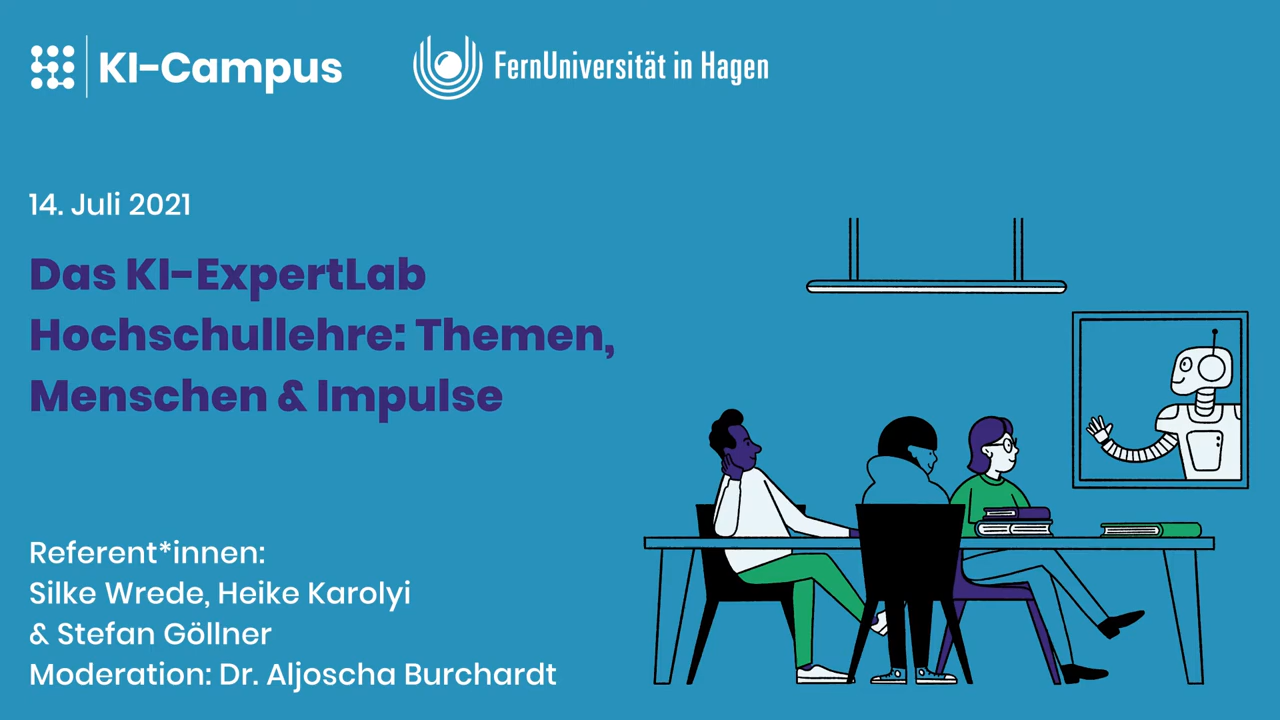 KI-Campus
FernUniversität in Hagen
14. Juli 2021
Das KI-ExpertLab
Hochschullehre: Themen,
Menschen & Impulse
Referent*innen:
Silke Wrede, Heike Karolyi
& Stefan Göllner
Moderation: Dr. Aljoscha Burchardt